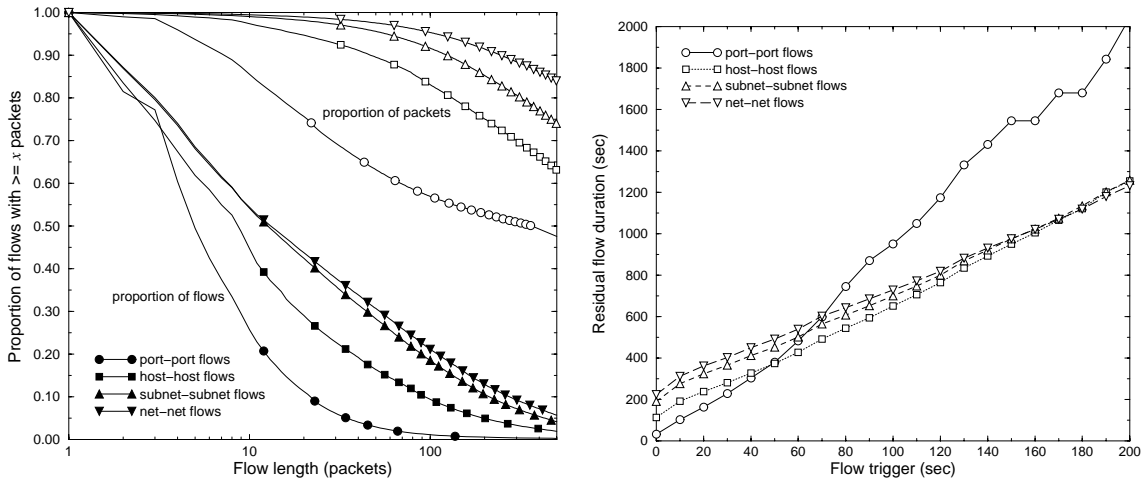 Proportion of flows with >= x packets
1.00
0.90
0.80
0.70
0.60
0.50
0.40
0.30
0.20
0.10
0.00
proportion of packets
proportion of flows
port−port flows
host−host flows
subnet−subnet flows
net−net flows
1
10
100
Flow length (packets)
Residual flow duration (sec)
2000
1800
1600
1400
1200
1000
800
600
400
200
0
port−port flows
host−host flows
subnet−subnet flows
net−net flows
0
20
40
60
80
100
120
140
160
180
200
Flow trigger (sec)